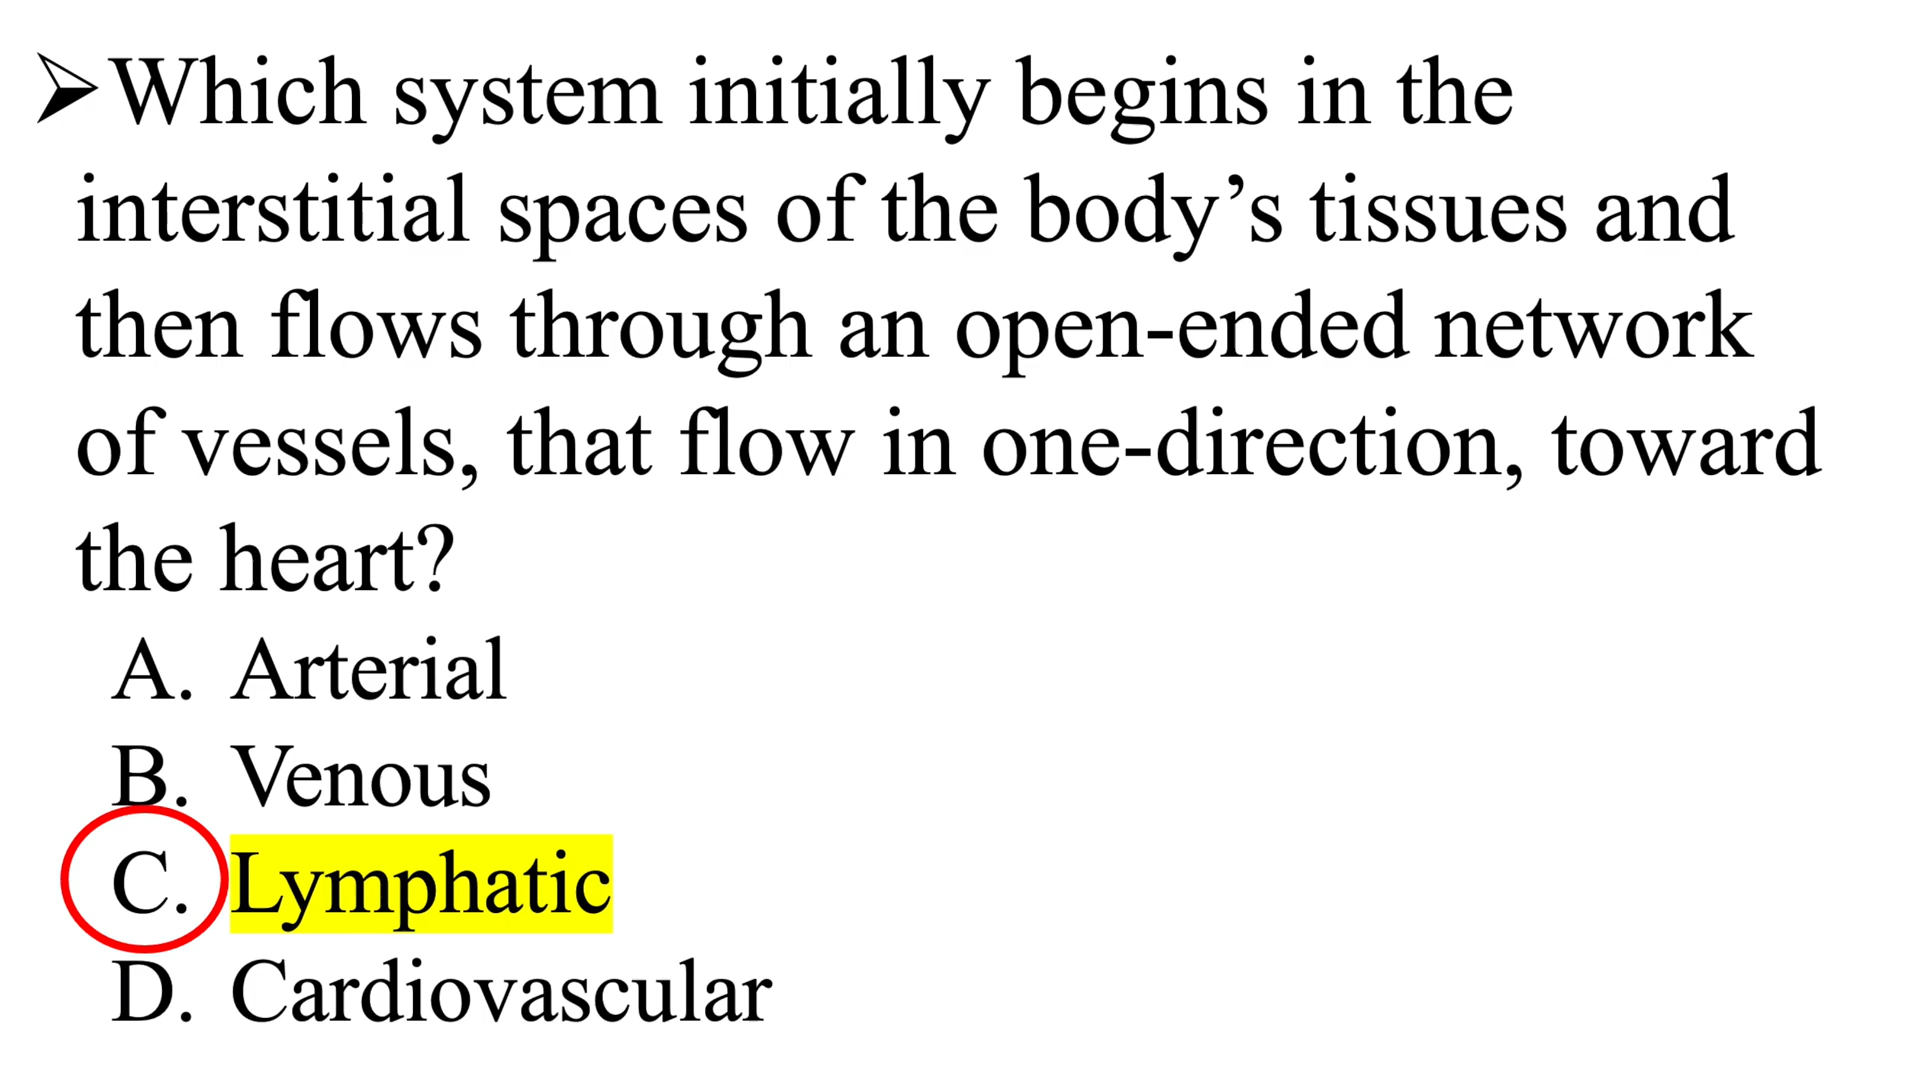 ➢Which system initially begins in the
interstitial spaces of the body’s tissues and
then flows through an open-ended network
of vessels, that flow in one-direction, toward
the heart?
A. Arterial
B. Venous
C. Lymphatic
D. Cardiovascular